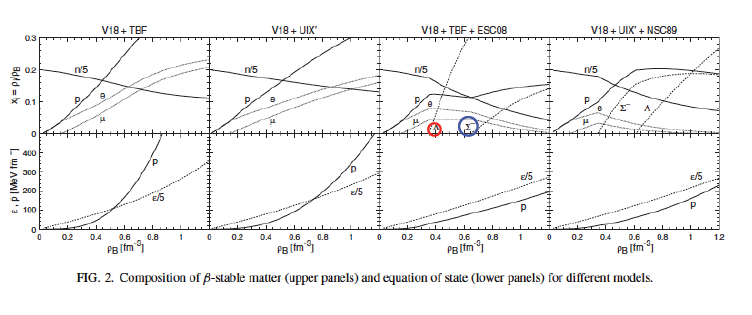 V18 + TBF V18 + UIX' V18 + TBF + ESC08 V18 + UIX' + NSC89
x_i = ρ_i/ρ_B
0.3
0.2
0.1
0
n/5 p e μ
n/5 p e μ
n/5 p e μ Σ⁻
n/5 p e μ Σ⁻ Λ
ε, p [MeV fm⁻³]
400
300
200
100
0
p ε/5
p ε/5
ε/5 p
ε/5 p
0 0.2 0.4 0.6 0.8 1 0 0.2 0.4 0.6 0.8 1 0 0.2 0.4 0.6 0.8 1 0 0.2 0.4 0.6 0.8 1 1.2
ρ_B [fm⁻³] ρ_B [fm⁻³] ρ_B [fm⁻³] ρ_B [fm⁻³]
FIG. 2. Composition of β-stable matter (upper panels) and equation of state (lower panels) for different models.